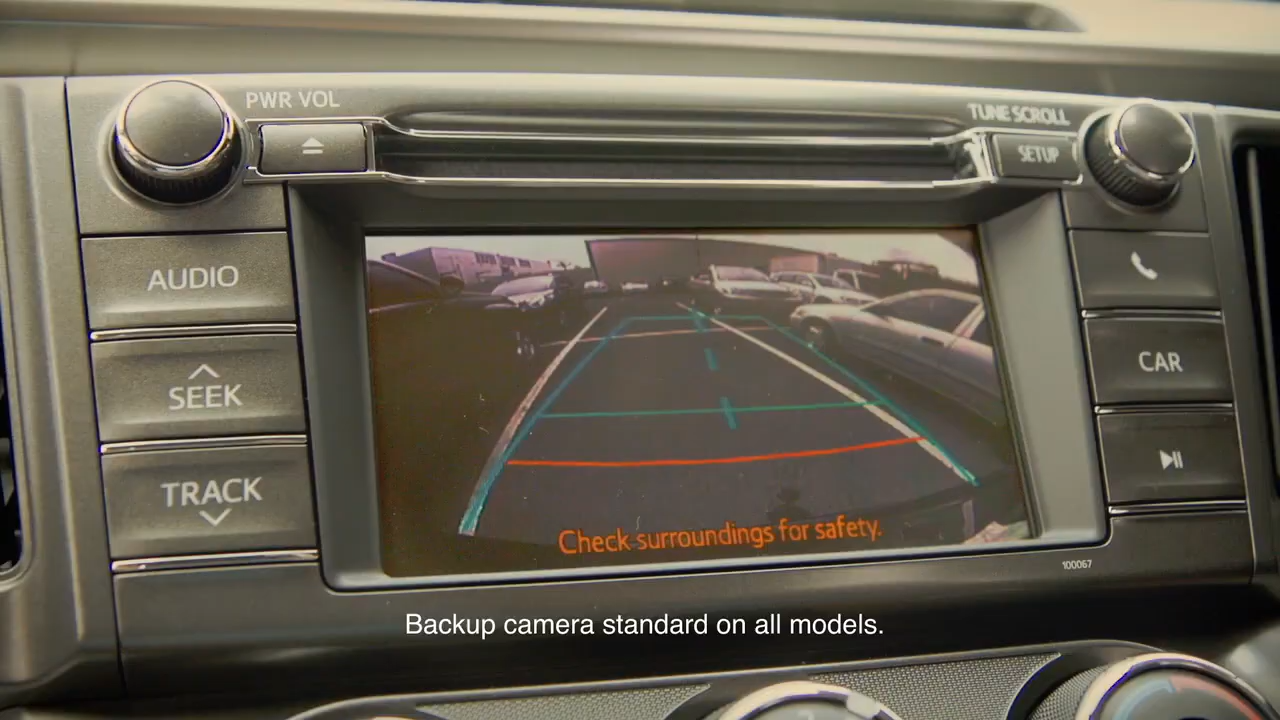 PWR VOL
TUNE SCROLL
SETUP
AUDIO
SEEK
TRACK
CAR
Check surroundings for safety.
100067
Backup camera standard on all models.